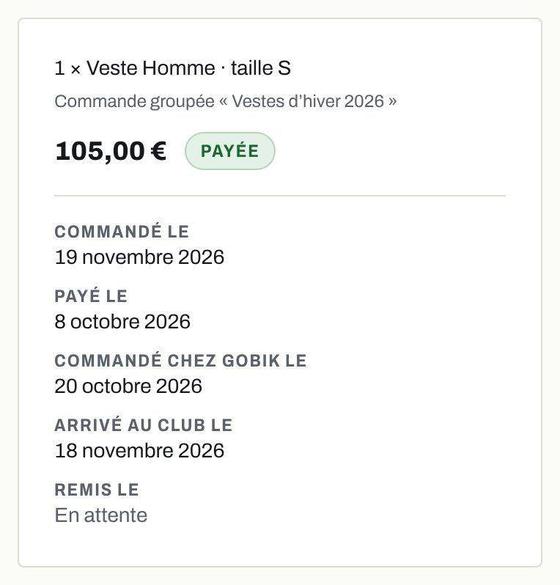 1 × Veste Homme · taille S
Commande groupée « Vestes d’hiver 2026 »
105,00 € PAYÉE
COMMANDÉ LE
19 novembre 2026
PAYÉ LE
8 octobre 2026
COMMANDÉ CHEZ GOBIK LE
20 octobre 2026
ARRIVÉ AU CLUB LE
18 novembre 2026
REMIS LE
En attente